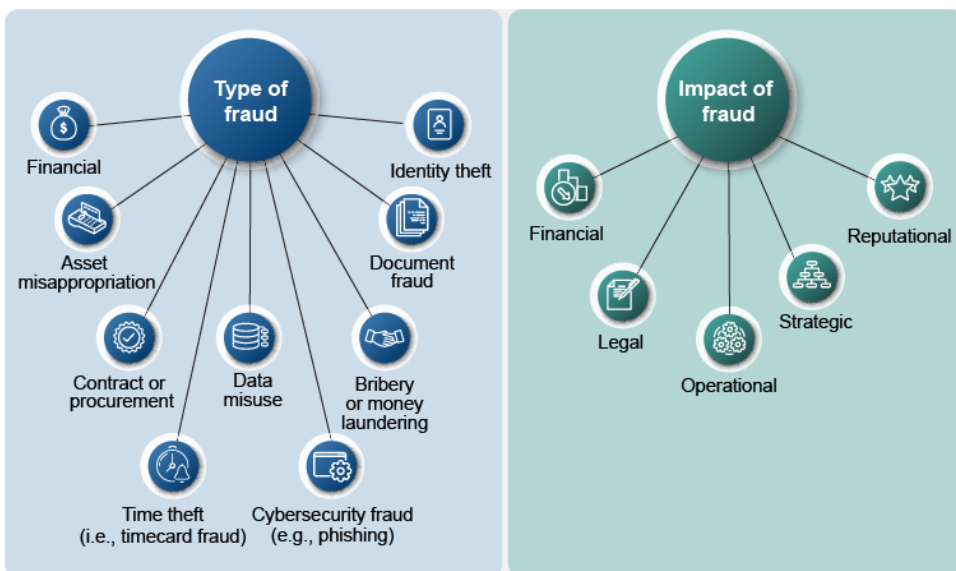 Type of
fraud
Financial
Identity theft
Asset
misappropriation
Document
fraud
Contract or
procurement
Data
misuse
Bribery
or money
laundering
Time theft
(i.e., timecard fraud)
Cybersecurity fraud
(e.g., phishing)
Impact of
fraud
Financial
Reputational
Legal
Strategic
Operational